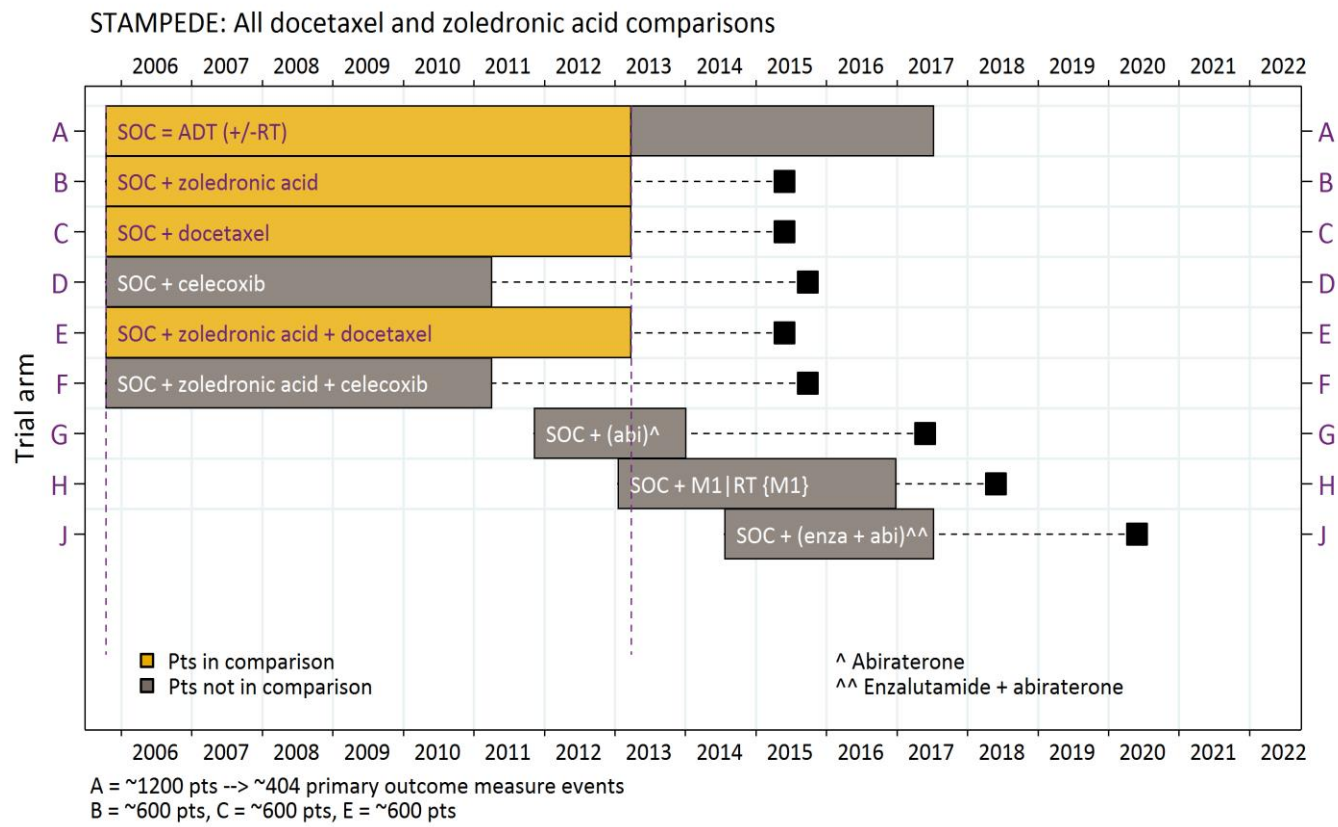 STAMPEDE: All docetaxel and zoledronic acid comparisons
2006 2007 2008 2009 2010 2011 2012 2013 2014 2015 2016 2017 2018 2019 2020 2021 2022
Trial arm
A SOC = ADT (+/-RT) A
B SOC + zoledronic acid B
C SOC + docetaxel C
D SOC + celecoxib D
E SOC + zoledronic acid + docetaxel E
F SOC + zoledronic acid + celecoxib F
G SOC + (abi)^ G
H SOC + M1|RT {M1} H
J SOC + (enza + abi)^^ J
Pts in comparison ^ Abiraterone
Pts not in comparison ^^ Enzalutamide + abiraterone
2006 2007 2008 2009 2010 2011 2012 2013 2014 2015 2016 2017 2018 2019 2020 2021 2022
A = ~1200 pts --> ~404 primary outcome measure events
B = ~600 pts, C = ~600 pts, E = ~600 pts